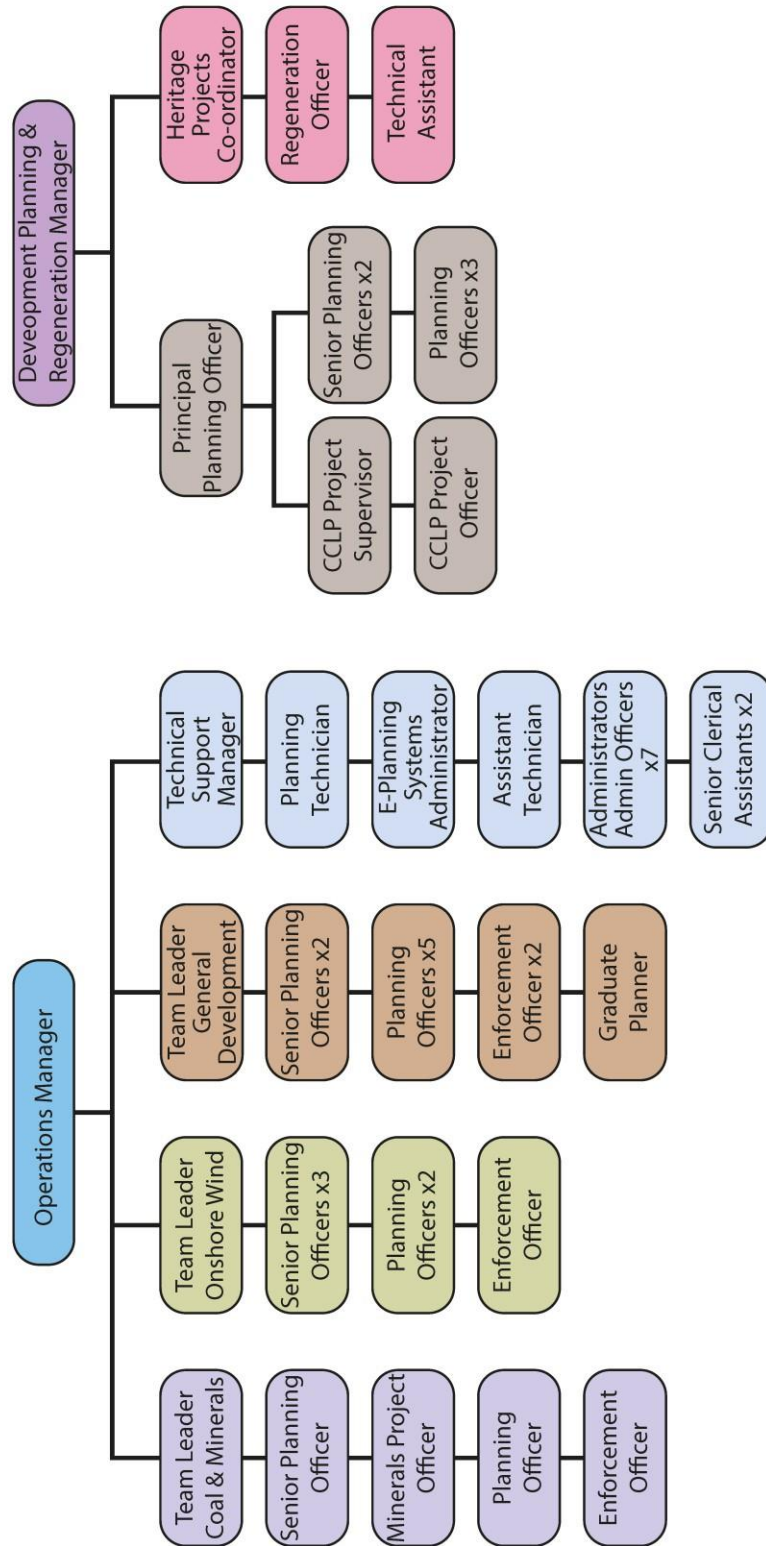 Operations Manager
Team Leader
Coal & Minerals
Senior Planning
Officer
Minerals Project
Officer
Planning
Officer
Enforcement
Officer
Team Leader
Onshore Wind
Senior Planning
Officers x3
Planning
Officers x2
Enforcement
Officer
Team Leader
General
Development
Senior Planning
Officers x2
Planning
Officers x5
Enforcement
Officer x2
Graduate
Planner
Technical
Support
Manager
Planning
Technician
E-Planning
Systems
Administrator
Assistant
Technician
Administrators
Admin Officers
x7
Senior Clerical
Assistants x2
Deveopment Planning &
Regeneration Manager
Principal
Planning Officer
CCLP Project
Supervisor
CCLP Project
Officer
Senior Planning
Officers x2
Planning
Officers x3
Heritage
Projects
Co-ordinator
Regeneration
Officer
Technical
Assistant